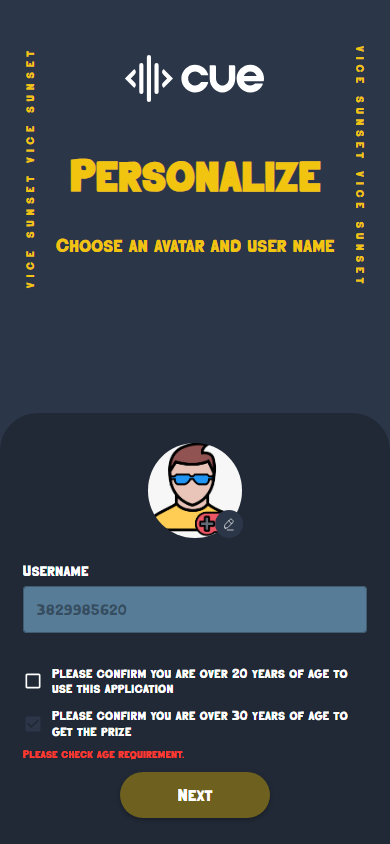 cue
VICE SUNSET VICE SUNSET
VICE SUNSET VICE SUNSET
Personalize
Choose an avatar and user name
Username
3829985620
Please confirm you are over 20 years of age to
use this application
Please confirm you are over 30 years of age to
get the prize
Please check age requirement.
Next